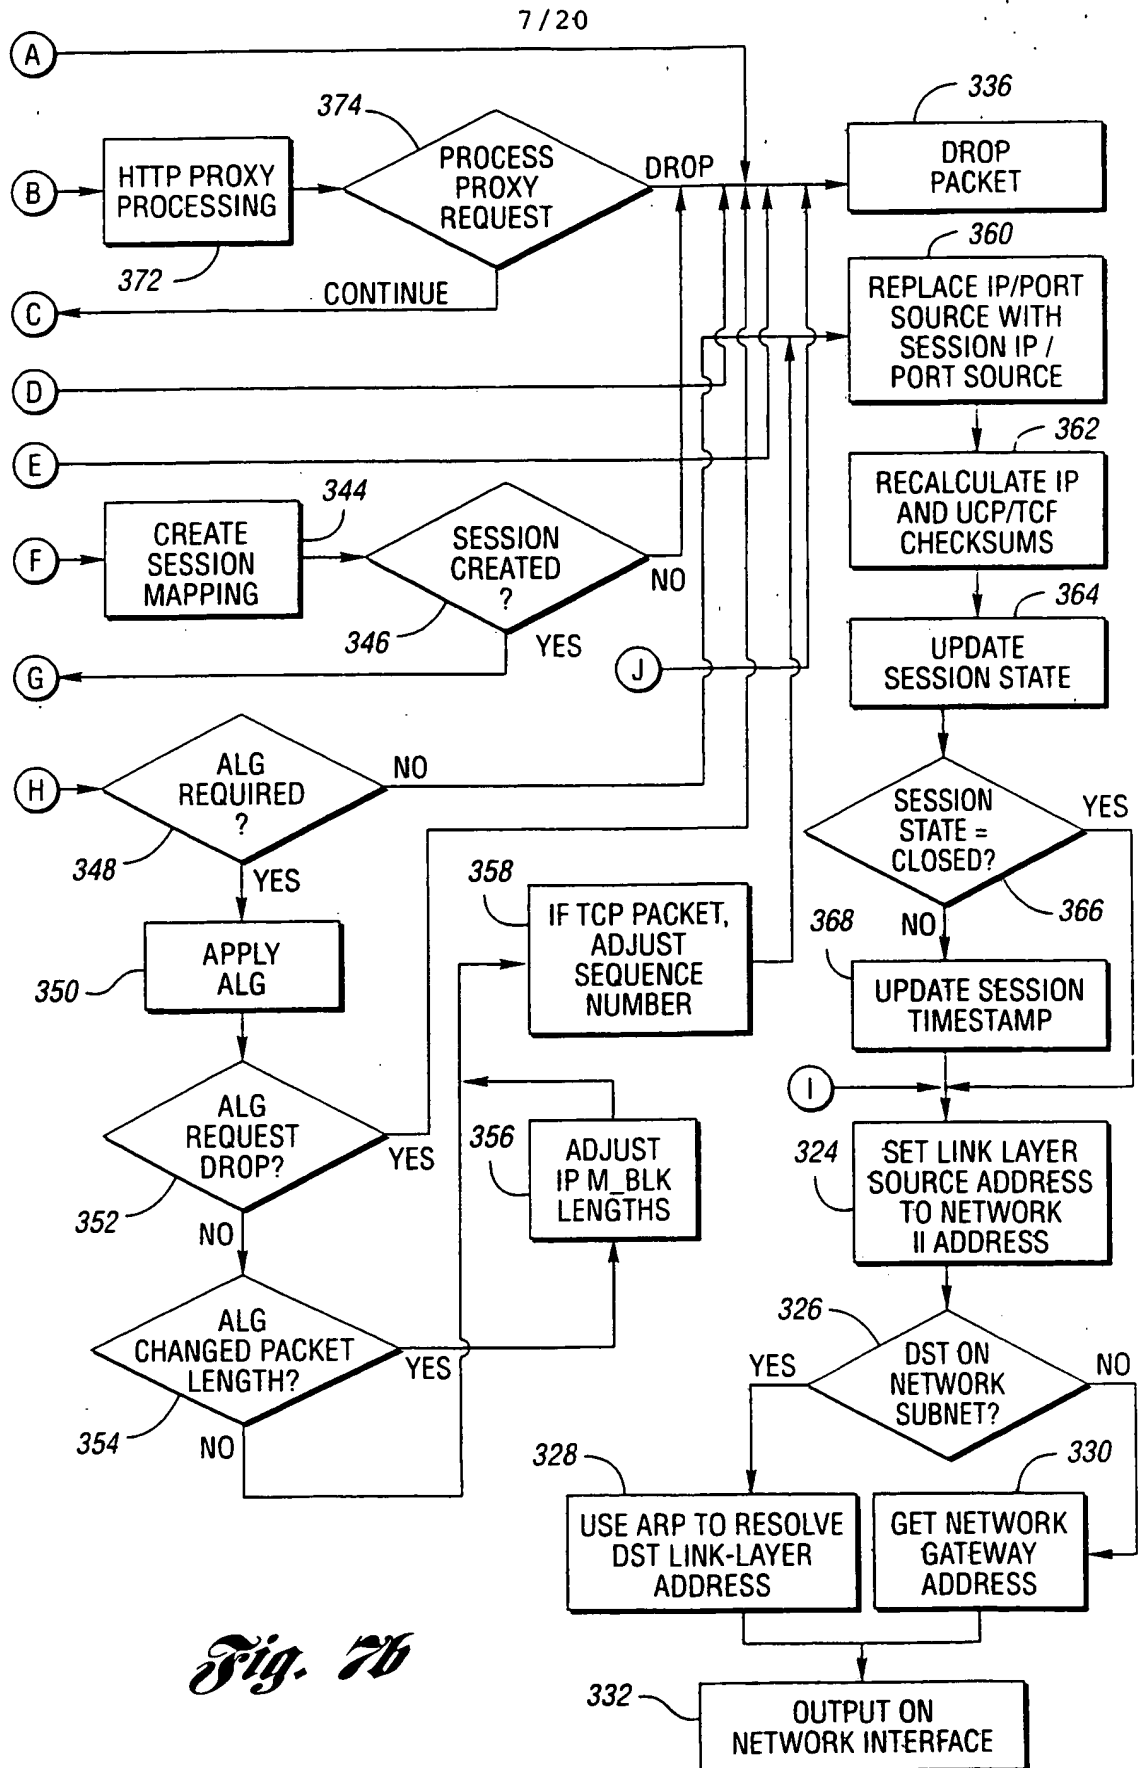 7/20
A
336
374
DROP
PACKET
B
HTTP PROXY
PROCESSING
PROCESS
PROXY
REQUEST
DROP
372
CONTINUE
C
360
REPLACE IP/PORT
SOURCE WITH
SESSION IP /
PORT SOURCE
D
E
362
RECALCULATE IP
AND UCP/TCF
CHECKSUMS
344
F
CREATE
SESSION
MAPPING
SESSION
CREATED
?
NO
346
YES
364
UPDATE
SESSION STATE
G
J
H
ALG
REQUIRED
?
NO
348
YES
SESSION
STATE =
CLOSED?
YES
366
NO
358
IF TCP PACKET,
ADJUST
SEQUENCE
NUMBER
368
UPDATE SESSION
TIMESTAMP
350
APPLY
ALG
I
ALG
REQUEST
DROP?
YES
352
NO
356
ADJUST
IP M_BLK
LENGTHS
324
SET LINK LAYER
SOURCE ADDRESS
TO NETWORK
II ADDRESS
ALG
CHANGED PACKET
LENGTH?
YES
354
NO
326
YES
DST ON
NETWORK
SUBNET?
NO
328
330
USE ARP TO RESOLVE
DST LINK-LAYER
ADDRESS
GET NETWORK
GATEWAY
ADDRESS
332
OUTPUT ON
NETWORK INTERFACE
Fig. 7b